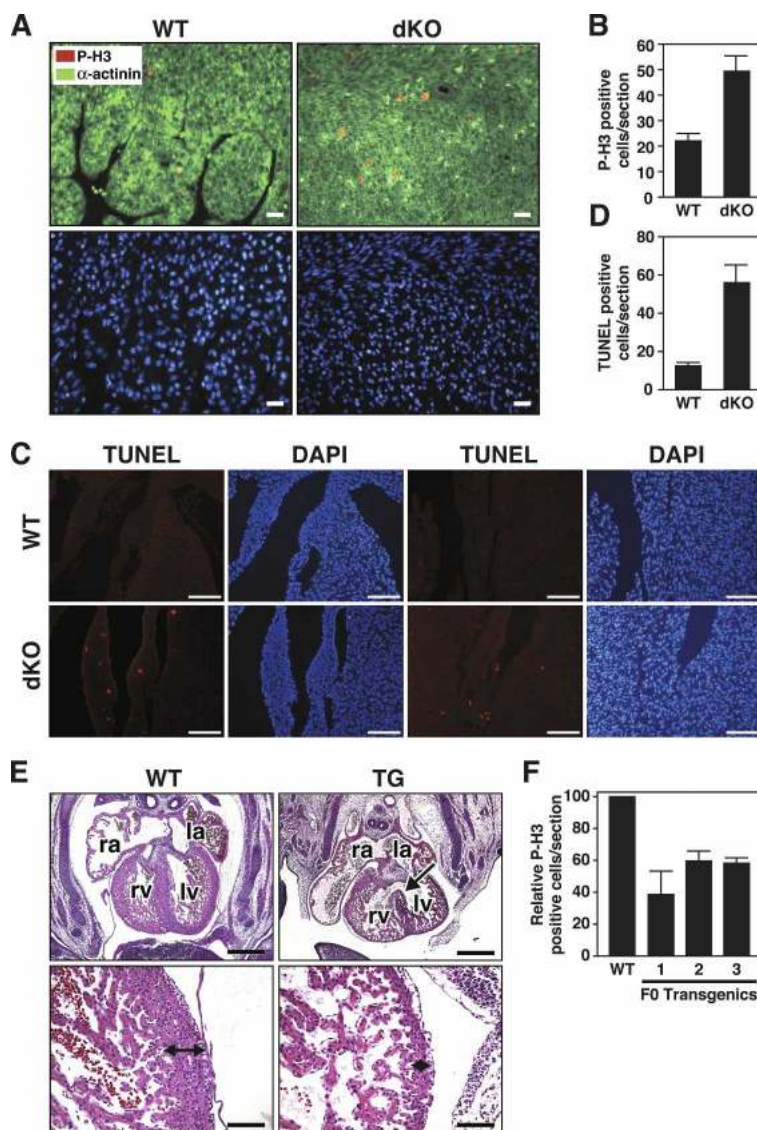 A
WT
dKO
P-H3
α-actinin
B
P-H3 positive
cells/section
60
50
40
30
20
10
0
WT dKO
D
TUNEL positive
cells/section
80
60
40
20
0
WT dKO
C
TUNEL DAPI TUNEL DAPI
WT
dKO
E
WT
TG
ra
la
rv
lv
ra
la
rv
lv
F
Relative P-H3
positive cells/section
100
80
60
40
20
0
WT 1 2 3
F0 Transgenics